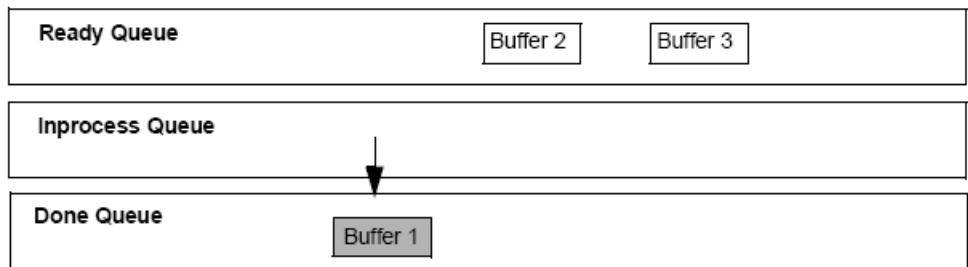 Ready Queue Buffer 2 Buffer 3
Inprocess Queue
Done Queue
Buffer 1